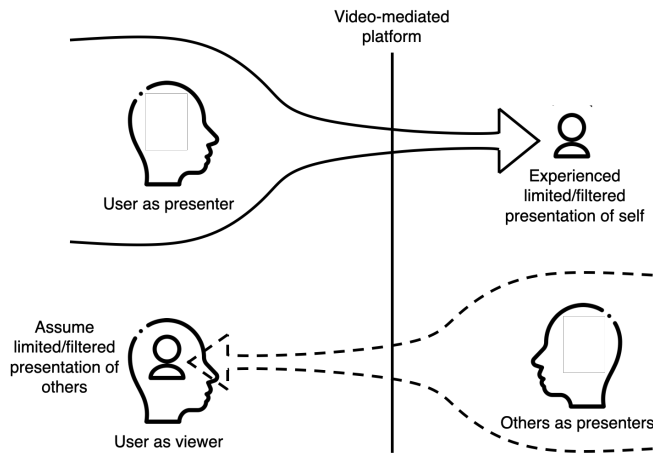 Video-mediated
platform
User as presenter
Experienced
limited/filtered
presentation of self
Assume
limited/filtered
presentation of
others
User as viewer
Others as presenters